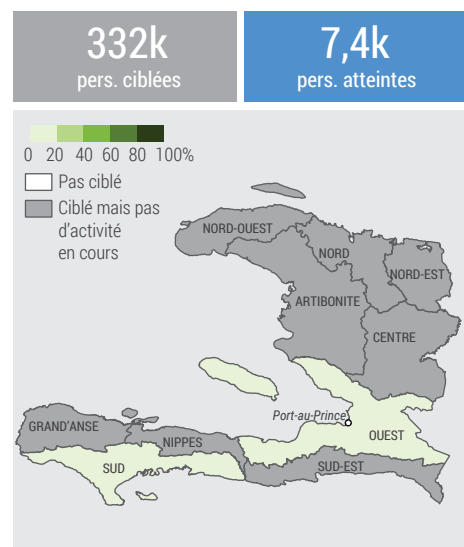 332k
pers. ciblées
7,4k
pers. atteintes
0 20 40 60 80 100%
Pas ciblé
Ciblé mais pas
d'activité
en cours
NORD-OUEST
NORD
NORD-EST
ARTIBONITE
CENTRE
Port-au-Prince
GRAND'ANSE
NIPPES
OUEST
SUD
SUD-EST